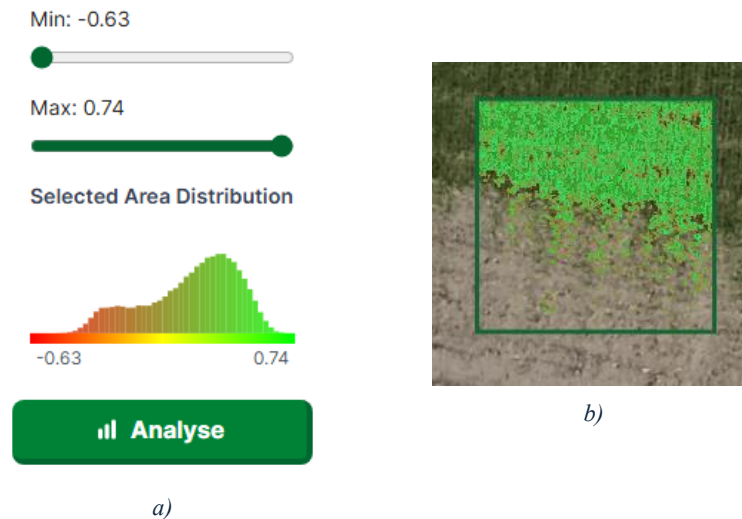 Min: -0.63
Max: 0.74
Selected Area Distribution
-0.63 0.74
Analyse
a)
b)